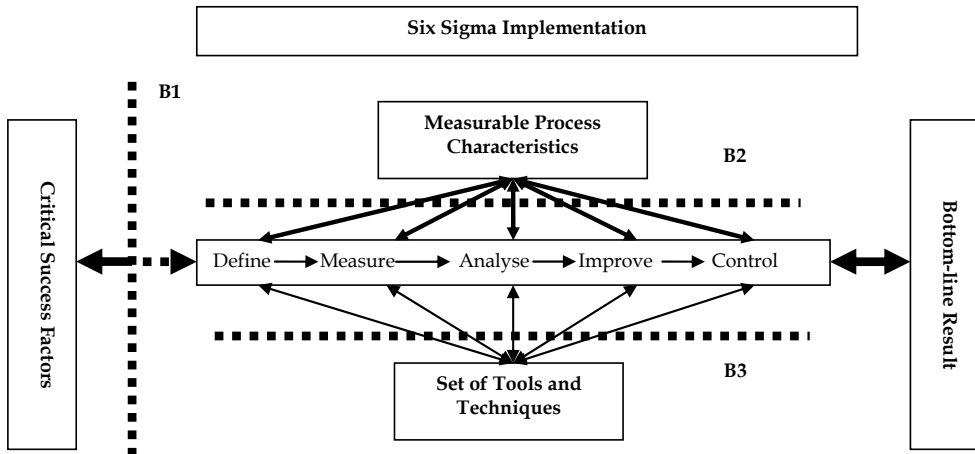 Six Sigma Implementation
B1
Measurable Process
Characteristics
B2
Critical Success Factors
Define Measure Analyse Improve Control
Bottom-line Result
B3
Set of Tools and
Techniques